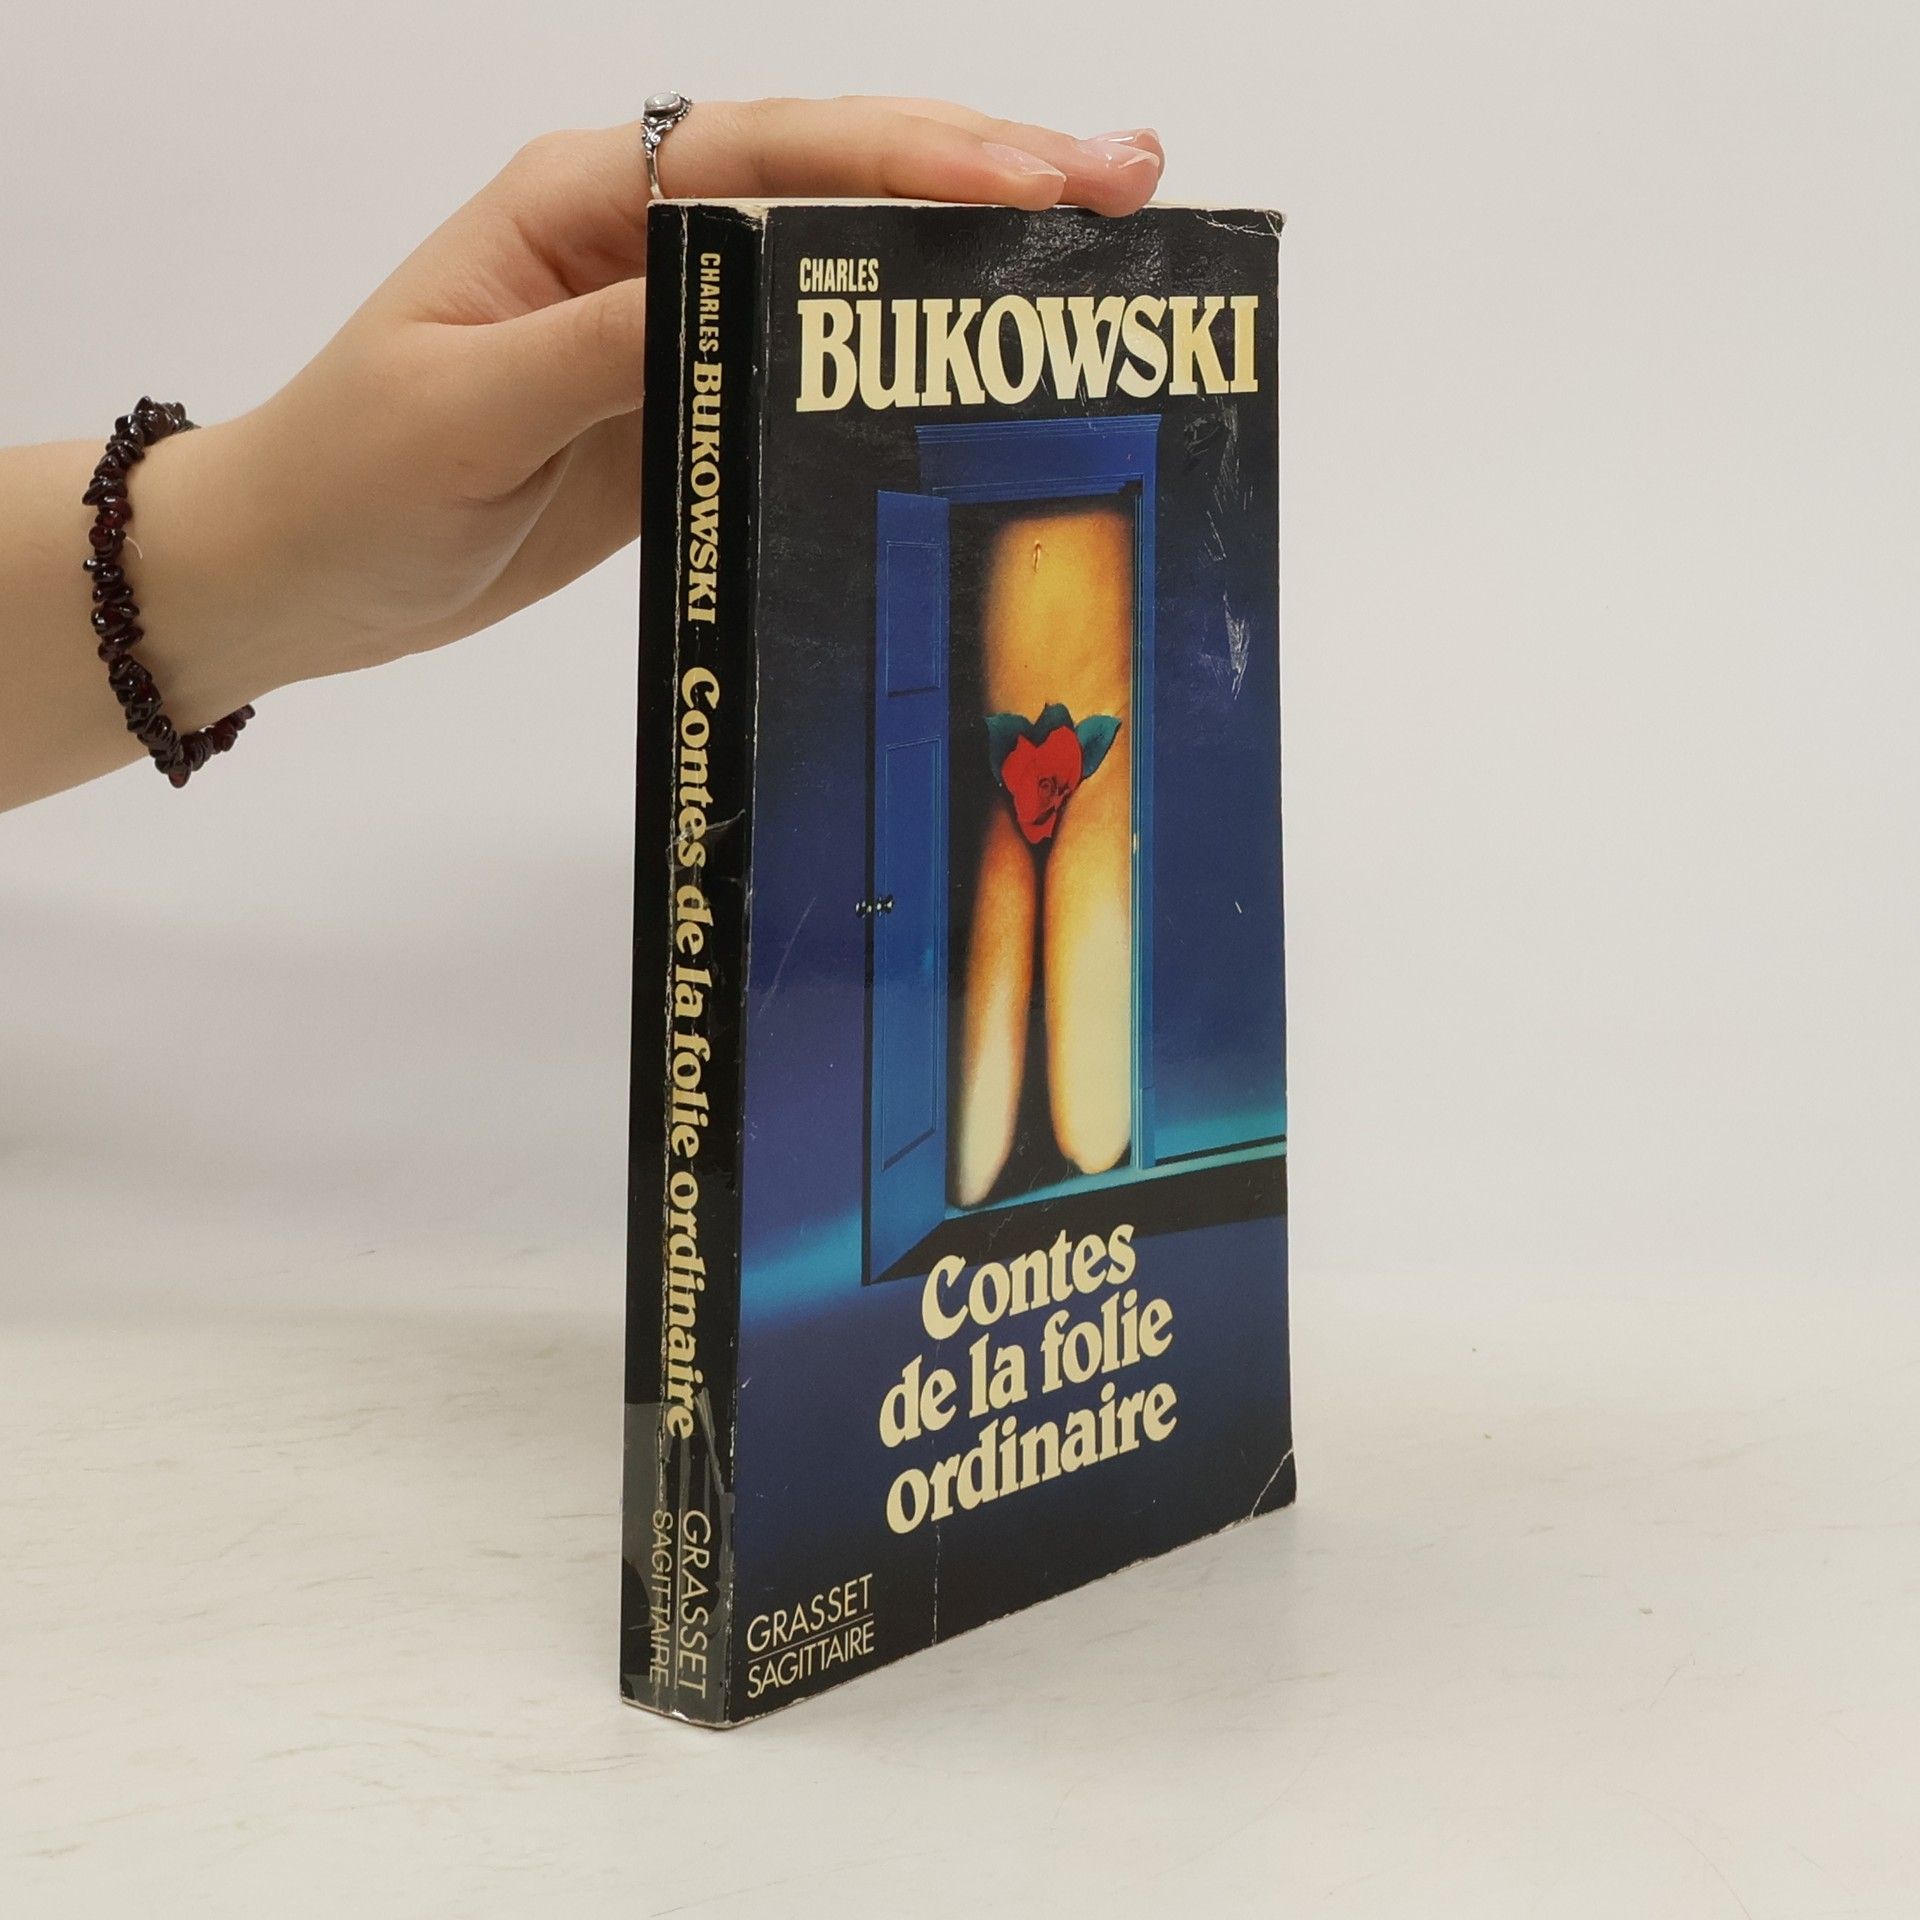 CHARLES BUKOWSKI Contes de la folie ordinaire
GRASSET
SAGITTAIRE
CHARLES
BUKOWSKI
Contes
de la folie
ordinaire
GRASSET
SAGITTAIRE